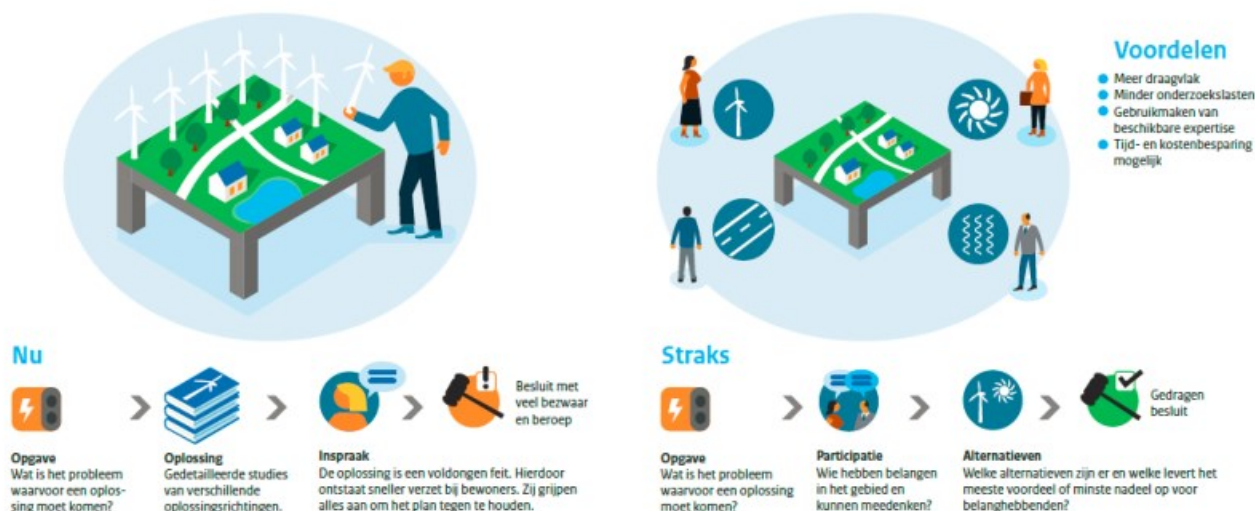 Voordelen
Meer draagvlak
Minder onderzoekslasten
Gebruikmaken van
beschikbare expertise
Tijd- en kostenbesparing
mogelijk
Nu
Besluit met
veel bezwaar
en beroep
Opgave
Wat is het probleem
waarvoor een oplos-
sing moet komen?
Oplossing
Gedetailleerde studies
van verschillende
oplossingsrichtingen.
Inspraak
De oplossing is een voldongen feit. Hierdoor
ontstaat sneller verzet bij bewoners. Zij grijpen
alles aan om het plan tegen te houden.
Straks
Gedragen
besluit
Opgave
Wat is het probleem
waarvoor een oplossing
moet komen?
Participatie
Wie hebben belangen
in het gebied en
kunnen meedenken?
Alternatieven
Welke alternatieven zijn er en welke levert het
meeste voordeel of minste nadeel op voor
belanghebbenden?